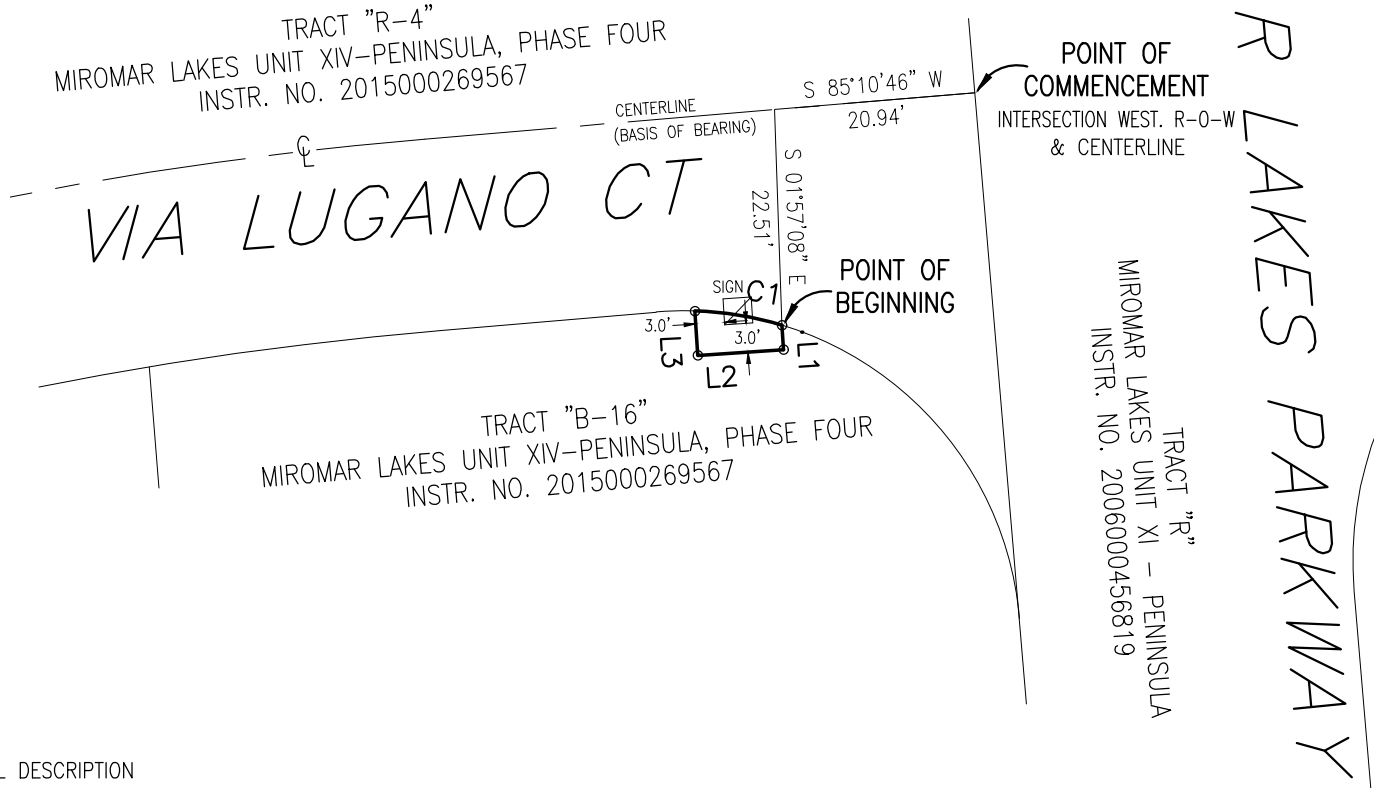 TRACT "R-4"
MIROMAR LAKES UNIT XIV-PENINSULA, PHASE FOUR
INSTR. NO. 2015000269567
CENTERLINE
(BASIS OF BEARING)
S 85°10'46" W
20.94'
POINT OF
COMMENCEMENT
INTERSECTION WEST. R-O-W
& CENTERLINE
℄
VIA LUGANO CT
S 01°57'08" E
22.51'
POINT OF
BEGINNING
SIGN
C1
3.0'
3.0'
L3
L2
L1
TRACT "B-16"
MIROMAR LAKES UNIT XIV-PENINSULA, PHASE FOUR
INSTR. NO. 2015000269567
TRACT "R"
MIROMAR LAKES UNIT XI - PENINSULA
INSTR. NO. 2006000456819
R LAKES PARKWAY
L DESCRIPTION